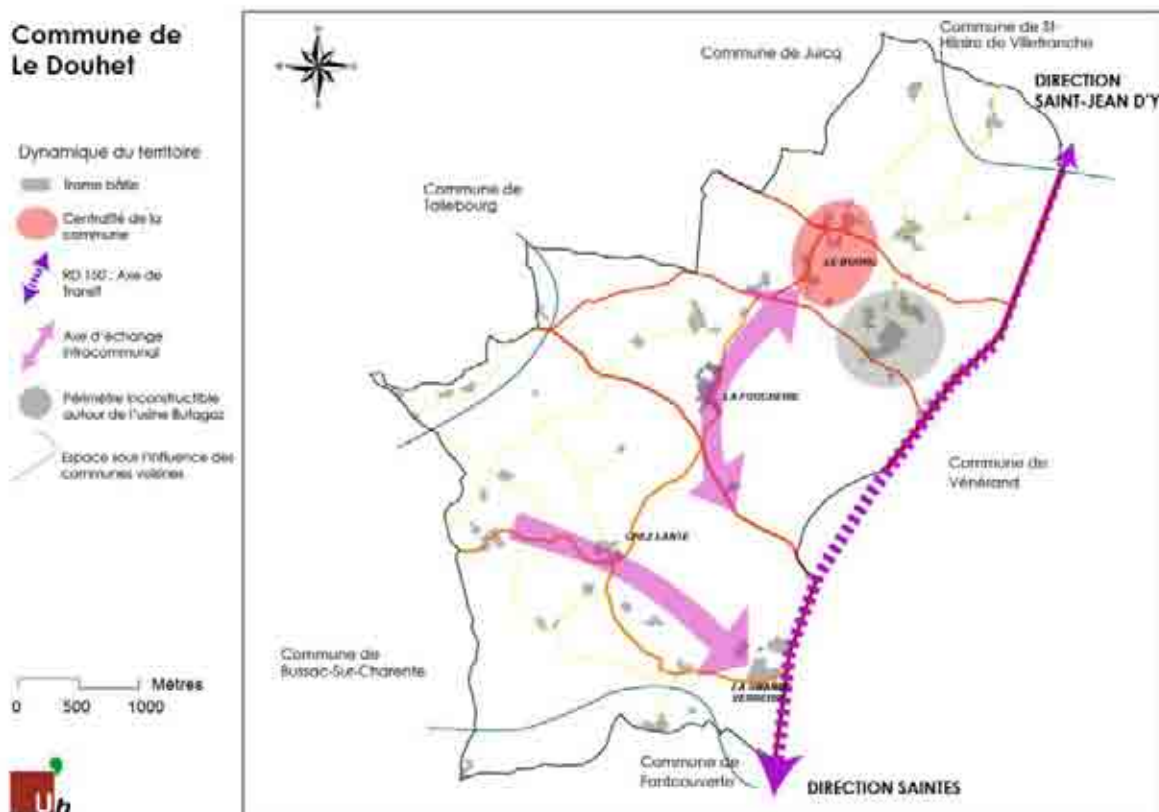 Commune de
Le Douhet
Dynamique du territoire
Trame bâtie
Centralité de la
commune
RD 150 : Axe de
transit
Axe d'échange
intracommunal
Périmètre inconstructible
autour de l'usine Butagaz
Espace sous l'influence des
communes voisines
Mètres
0 500 1000
Uh
Commune de St-
Hilaire de Villefranche
Commune de Juicq
DIRECTION
SAINT-JEAN D'Y
Commune de
Taillebourg
LE DOUHET
LA FOUCHERIE
Commune de
Vénérand
CHEZ LANTE
Commune de
Bussac-Sur-Charente
LA GRANDE
VERRERIE
Commune de
Fontcouverte
DIRECTION SAINTES